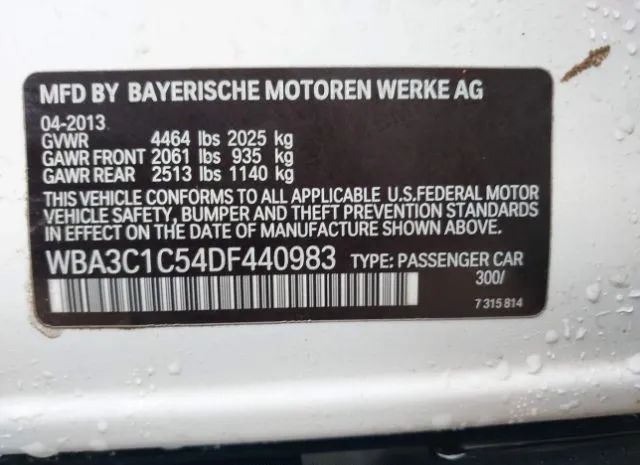 MFD BY BAYERISCHE MOTOREN WERKE AG
04-2013
GVWR 4464 lbs 2025 kg
GAWR FRONT 2061 lbs 935 kg
GAWR REAR 2513 lbs 1140 kg
THIS VEHICLE CONFORMS TO ALL APPLICABLE U.S.FEDERAL MOTOR
VEHICLE SAFETY, BUMPER AND THEFT PREVENTION STANDARDS
IN EFFECT ON THE DATE OF MANUFACTURE SHOWN ABOVE.
WBA3C1C54DF440983 TYPE: PASSENGER CAR
300/
7 315 814